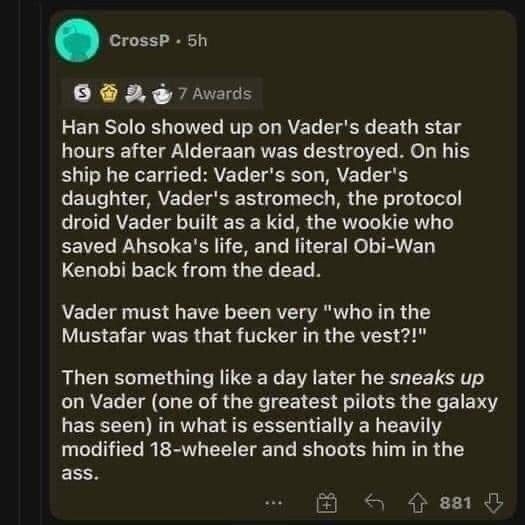 CrossP · 5h
S 7 Awards
Han Solo showed up on Vader's death star
hours after Alderaan was destroyed. On his
ship he carried: Vader's son, Vader's
daughter, Vader's astromech, the protocol
droid Vader built as a kid, the wookie who
saved Ahsoka's life, and literal Obi-Wan
Kenobi back from the dead.
Vader must have been very "who in the
Mustafar was that fucker in the vest?!"
Then something like a day later he sneaks up
on Vader (one of the greatest pilots the galaxy
has seen) in what is essentially a heavily
modified 18-wheeler and shoots him in the
ass.
881